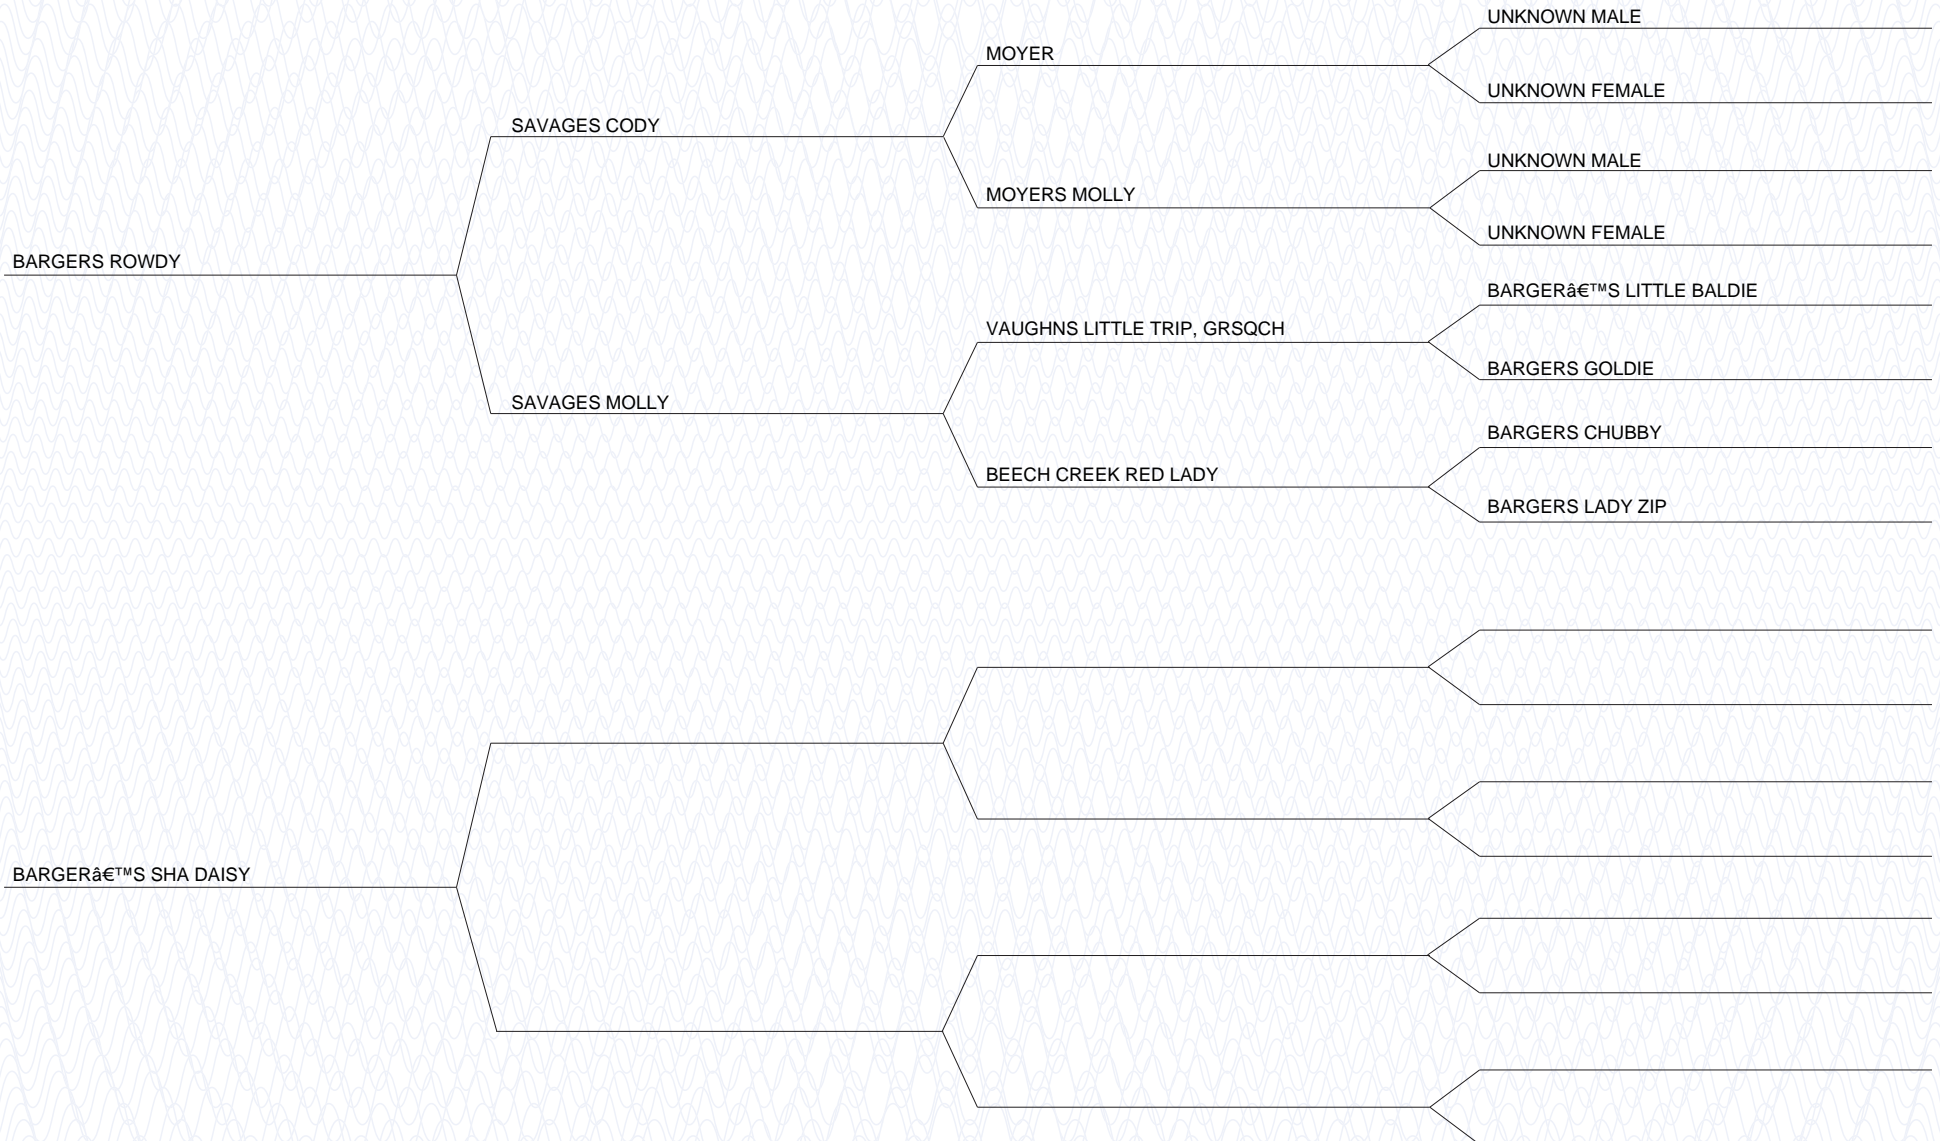 UNKNOWN MALE
MOYER
UNKNOWN FEMALE
SAVAGES CODY
UNKNOWN MALE
MOYERS MOLLY
UNKNOWN FEMALE
BARGERS ROWDY
BARGERâ€™S LITTLE BALDIE
VAUGHNS LITTLE TRIP, GRSQCH
BARGERS GOLDIE
SAVAGES MOLLY
BARGERS CHUBBY
BEECH CREEK RED LADY
BARGERS LADY ZIP
BARGERâ€™S SHA DAISY